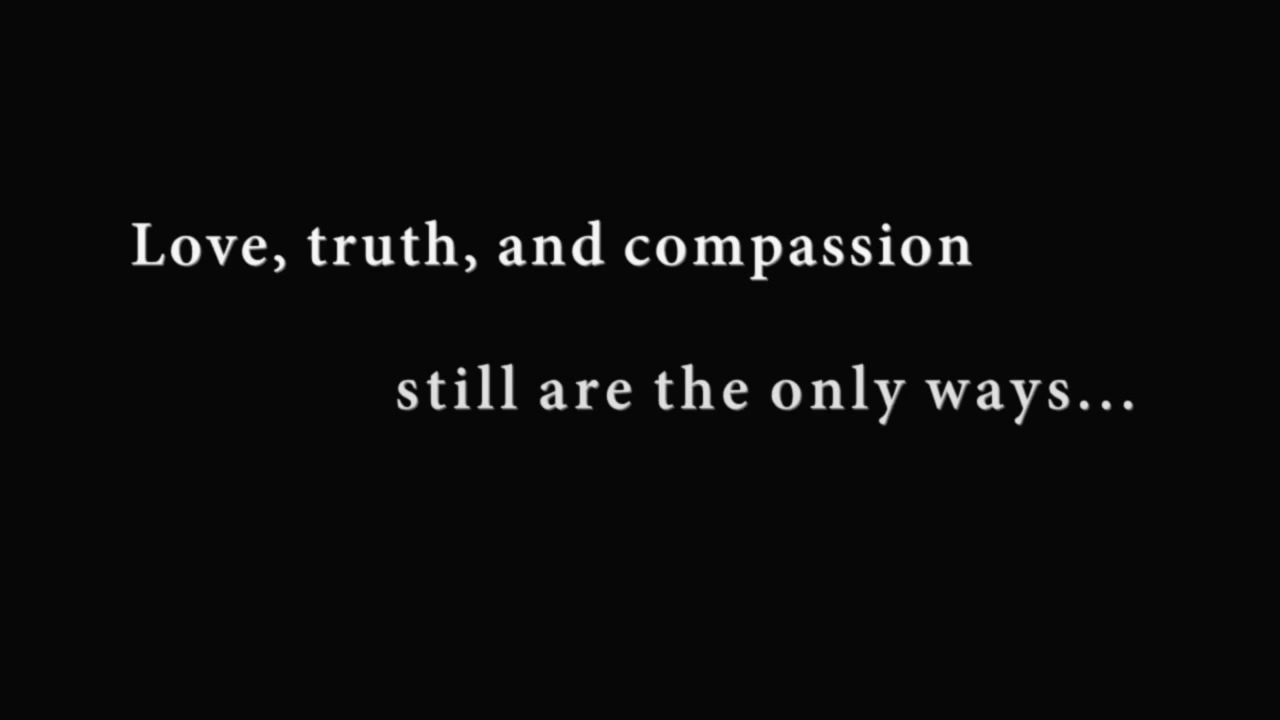 Love, truth, and compassion
still are the only ways...